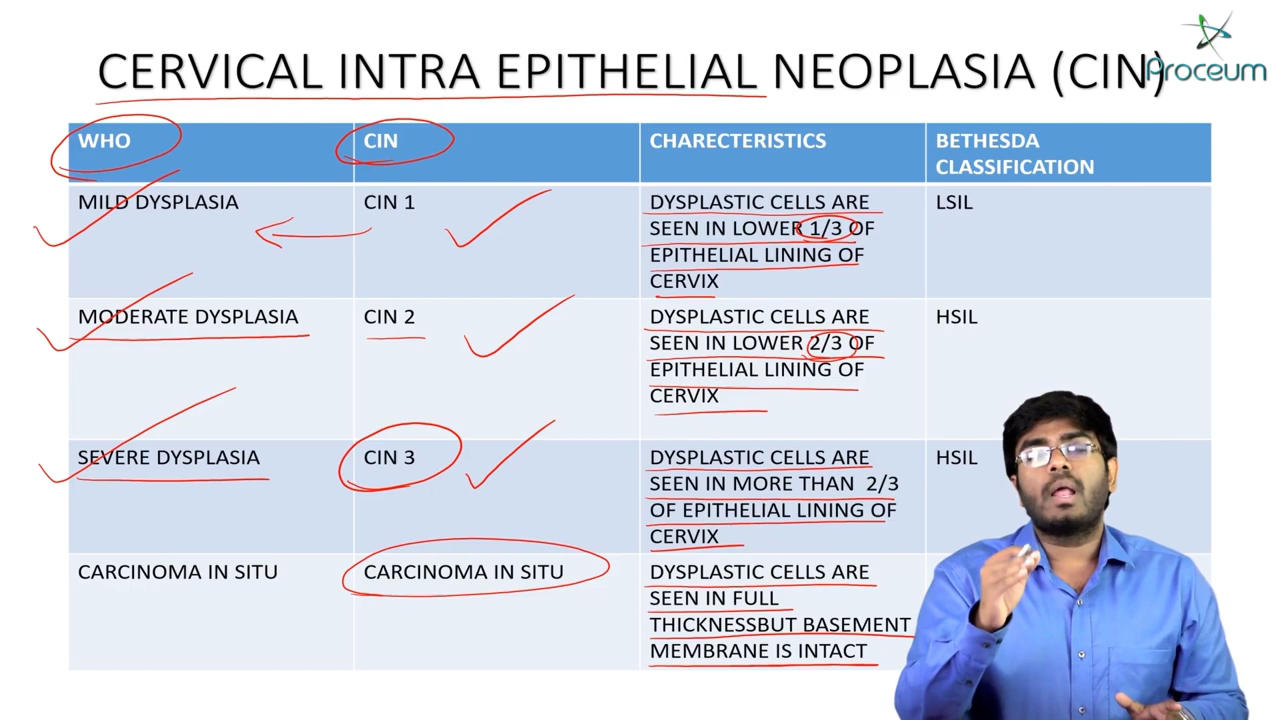 CERVICAL INTRA EPITHELIAL NEOPLASIA (CIN)
Proceum
WHO
CIN
CHARECTERISTICS
BETHESDA
CLASSIFICATION
MILD DYSPLASIA
CIN 1
DYSPLASTIC CELLS ARE
SEEN IN LOWER 1/3 OF
EPITHELIAL LINING OF
CERVIX
LSIL
MODERATE DYSPLASIA
CIN 2
DYSPLASTIC CELLS ARE
SEEN IN LOWER 2/3 OF
EPITHELIAL LINING OF
CERVIX
HSIL
SEVERE DYSPLASIA
CIN 3
DYSPLASTIC CELLS ARE
SEEN IN MORE THAN 2/3
OF EPITHELIAL LINING OF
CERVIX
HSIL
CARCINOMA IN SITU
CARCINOMA IN SITU
DYSPLASTIC CELLS ARE
SEEN IN FULL
THICKNESSBUT BASEMENT
MEMBRANE IS INTACT